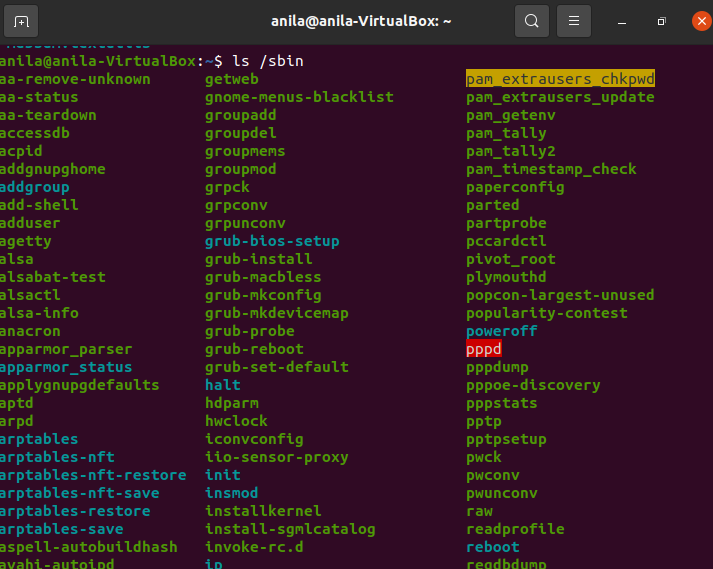 anila@anila-VirtualBox: ~
anila@anila-VirtualBox:~$ ls /sbin
aa-remove-unknown getweb pam_extrausers_chkpwd
aa-status gnome-menus-blacklist pam_extrausers_update
aa-teardown groupadd pam_getenv
accessdb groupdel pam_tally
acpid groupmems pam_tally2
addgnupghome groupmod pam_timestamp_check
addgroup grpck paperconfig
add-shell grpconv parted
adduser grpunconv partprobe
agetty grub-bios-setup pccardctl
alsa grub-install pivot_root
alsabat-test grub-macbless plymouthd
alsactl grub-mkconfig popcon-largest-unused
alsa-info grub-mkdevicemap popularity-contest
anacron grub-probe poweroff
apparmor_parser grub-reboot pppd
apparmor_status grub-set-default pppdump
applygnupgdefaults halt pppoe-discovery
aptd hdparm pppstats
arpd hwclock pptp
arptables iconvconfig pptpsetup
arptables-nft iio-sensor-proxy pwck
arptables-nft-restore init pwconv
arptables-nft-save insmod pwunconv
arptables-restore installkernel raw
arptables-save install-sgmlcatalog readprofile
aspell-autobuildhash invoke-rc.d reboot
avahi-autoipd ip regdbdump